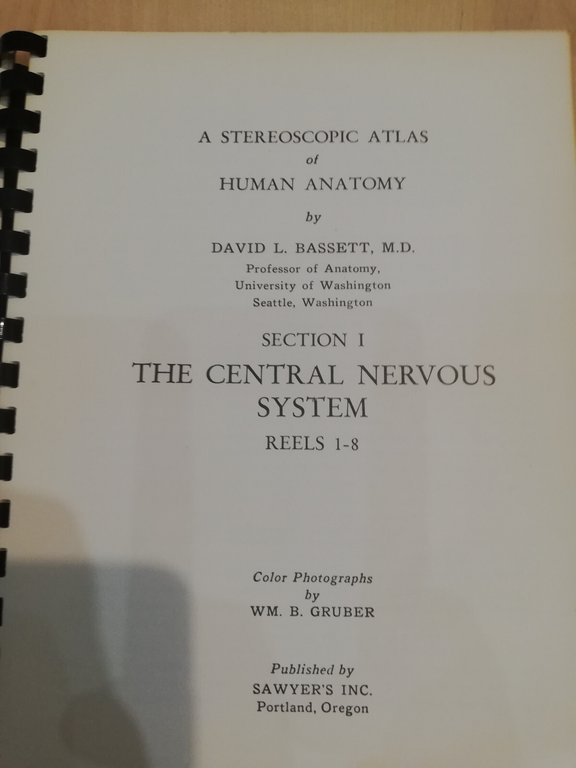 A STEREOSCOPIC ATLAS
of
HUMAN ANATOMY
by
DAVID L. BASSETT, M.D.
Professor of Anatomy,
University of Washington
Seattle, Washington
SECTION I
THE CENTRAL NERVOUS
SYSTEM
REELS 1-8
Color Photographs
by
WM. B. GRUBER
Published by
SAWYER'S INC.
Portland, Oregon